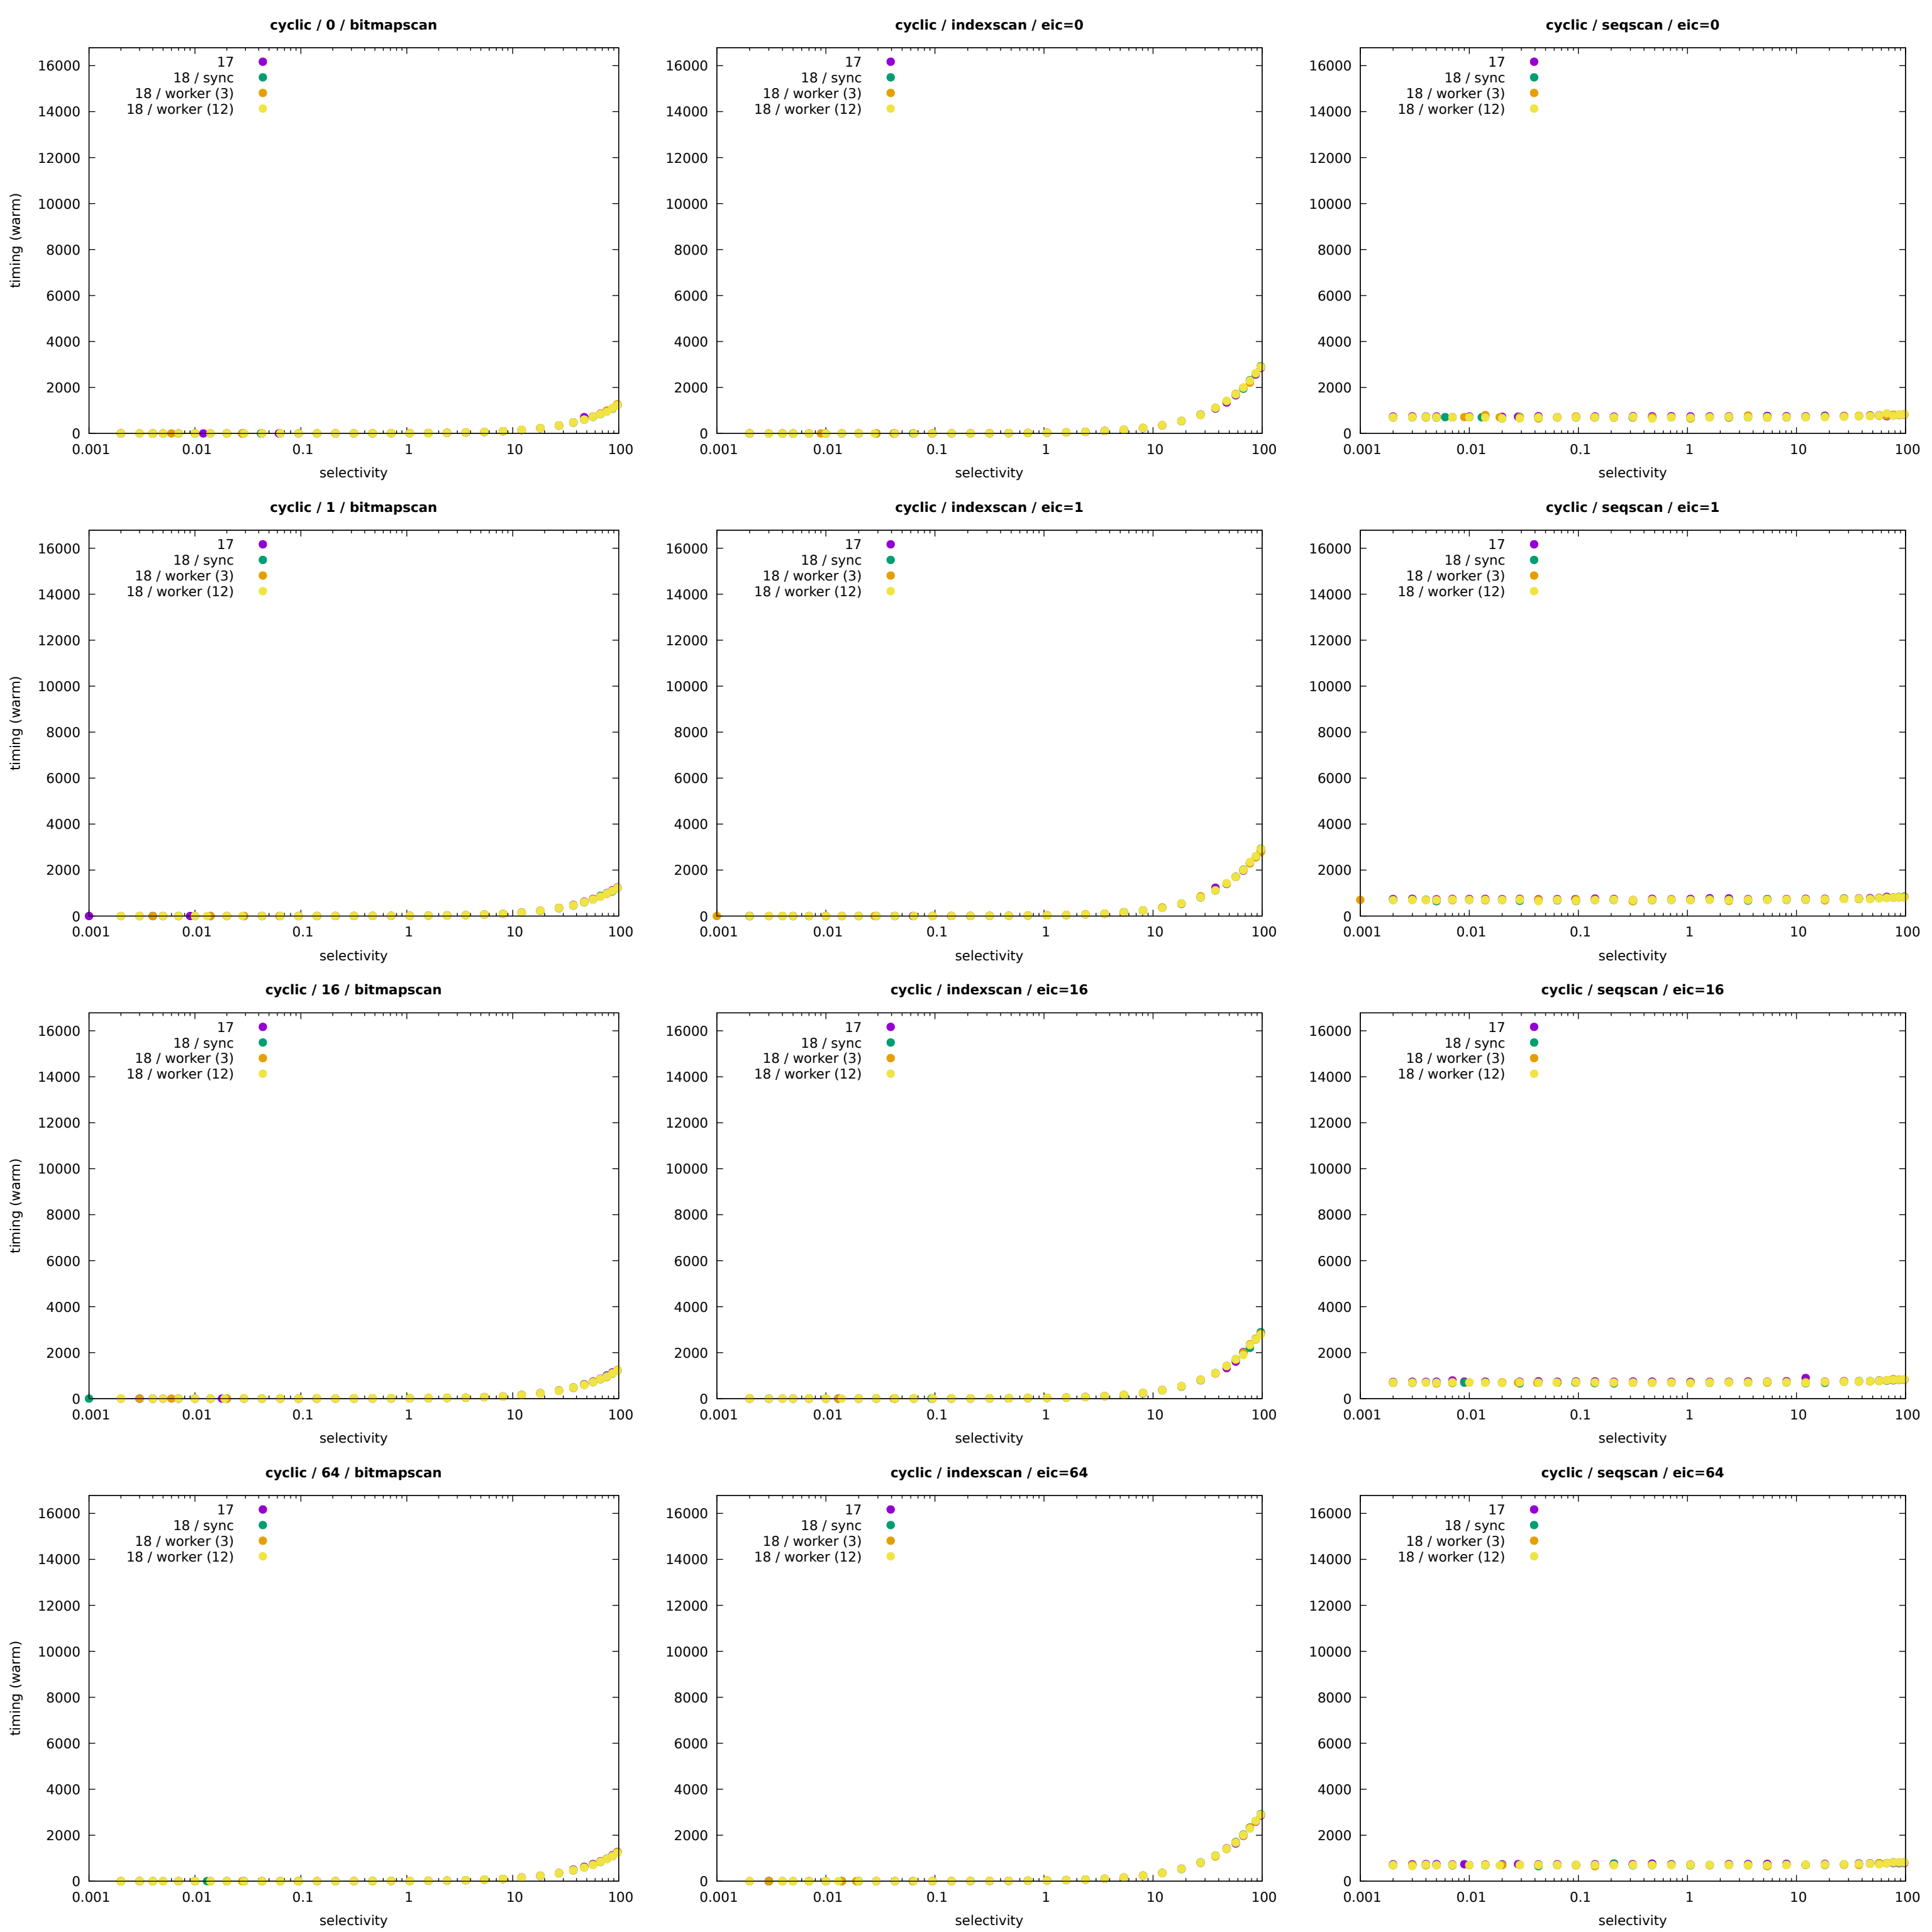 cyclic / 0 / bitmapscan
timing (warm)
16000
14000
12000
10000
8000
6000
4000
2000
0
17
18 / sync
18 / worker (3)
18 / worker (12)
0.001 0.01 0.1 1 10 100
selectivity
cyclic / indexscan / eic=0
16000
14000
12000
10000
8000
6000
4000
2000
0
17
18 / sync
18 / worker (3)
18 / worker (12)
0.001 0.01 0.1 1 10 100
selectivity
cyclic / seqscan / eic=0
16000
14000
12000
10000
8000
6000
4000
2000
0
17
18 / sync
18 / worker (3)
18 / worker (12)
0.001 0.01 0.1 1 10 100
selectivity
cyclic / 1 / bitmapscan
timing (warm)
16000
14000
12000
10000
8000
6000
4000
2000
0
17
18 / sync
18 / worker (3)
18 / worker (12)
0.001 0.01 0.1 1 10 100
selectivity
cyclic / indexscan / eic=1
16000
14000
12000
10000
8000
6000
4000
2000
0
17
18 / sync
18 / worker (3)
18 / worker (12)
0.001 0.01 0.1 1 10 100
selectivity
cyclic / seqscan / eic=1
16000
14000
12000
10000
8000
6000
4000
2000
0
17
18 / sync
18 / worker (3)
18 / worker (12)
0.001 0.01 0.1 1 10 100
selectivity
cyclic / 16 / bitmapscan
timing (warm)
16000
14000
12000
10000
8000
6000
4000
2000
0
17
18 / sync
18 / worker (3)
18 / worker (12)
0.001 0.01 0.1 1 10 100
selectivity
cyclic / indexscan / eic=16
16000
14000
12000
10000
8000
6000
4000
2000
0
17
18 / sync
18 / worker (3)
18 / worker (12)
0.001 0.01 0.1 1 10 100
selectivity
cyclic / seqscan / eic=16
16000
14000
12000
10000
8000
6000
4000
2000
0
17
18 / sync
18 / worker (3)
18 / worker (12)
0.001 0.01 0.1 1 10 100
selectivity
cyclic / 64 / bitmapscan
timing (warm)
16000
14000
12000
10000
8000
6000
4000
2000
0
17
18 / sync
18 / worker (3)
18 / worker (12)
0.001 0.01 0.1 1 10 100
selectivity
cyclic / indexscan / eic=64
16000
14000
12000
10000
8000
6000
4000
2000
0
17
18 / sync
18 / worker (3)
18 / worker (12)
0.001 0.01 0.1 1 10 100
selectivity
cyclic / seqscan / eic=64
16000
14000
12000
10000
8000
6000
4000
2000
0
17
18 / sync
18 / worker (3)
18 / worker (12)
0.001 0.01 0.1 1 10 100
selectivity